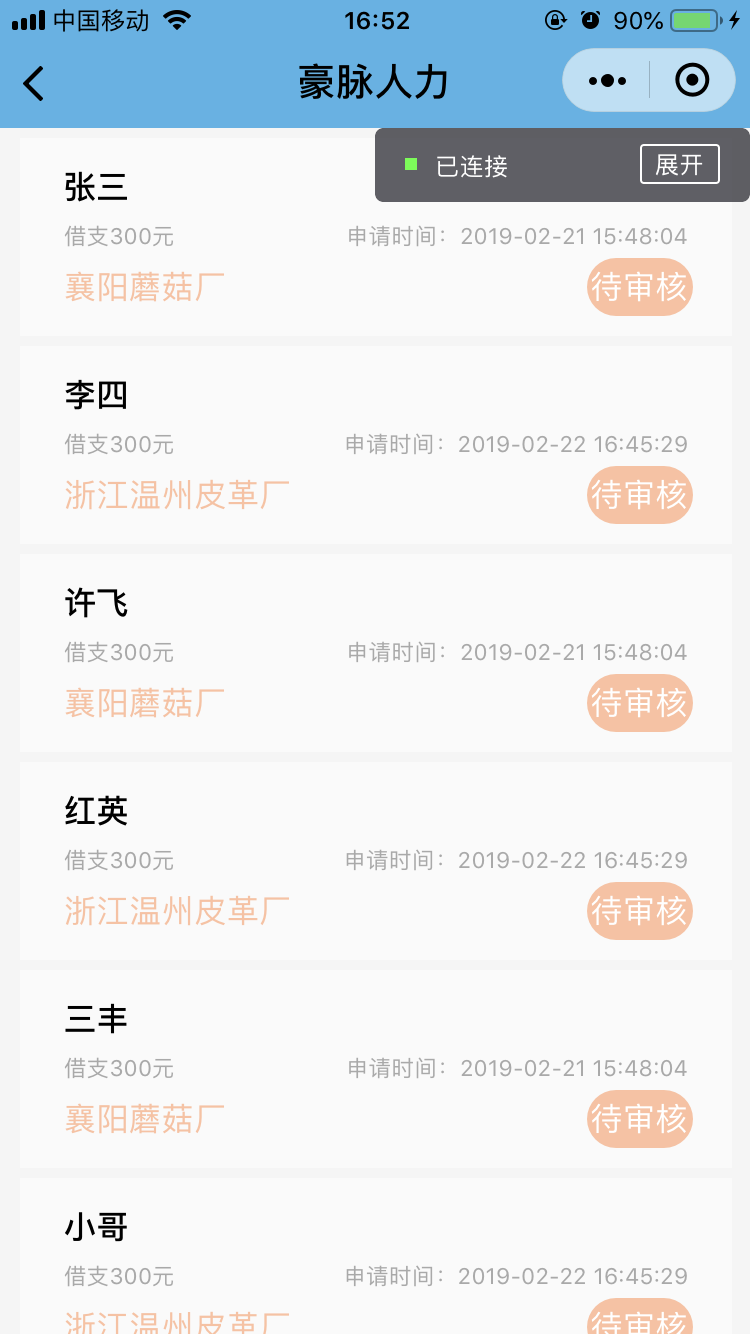 中国移动 16:52 90%
豪脉人力
已连接 展开
张三
借支300元 申请时间：2019-02-21 15:48:04
襄阳蘑菇厂 待审核
李四
借支300元 申请时间：2019-02-22 16:45:29
浙江温州皮革厂 待审核
许飞
借支300元 申请时间：2019-02-21 15:48:04
襄阳蘑菇厂 待审核
红英
借支300元 申请时间：2019-02-22 16:45:29
浙江温州皮革厂 待审核
三丰
借支300元 申请时间：2019-02-21 15:48:04
襄阳蘑菇厂 待审核
小哥
借支300元 申请时间：2019-02-22 16:45:29
浙江温州皮革厂 待审核